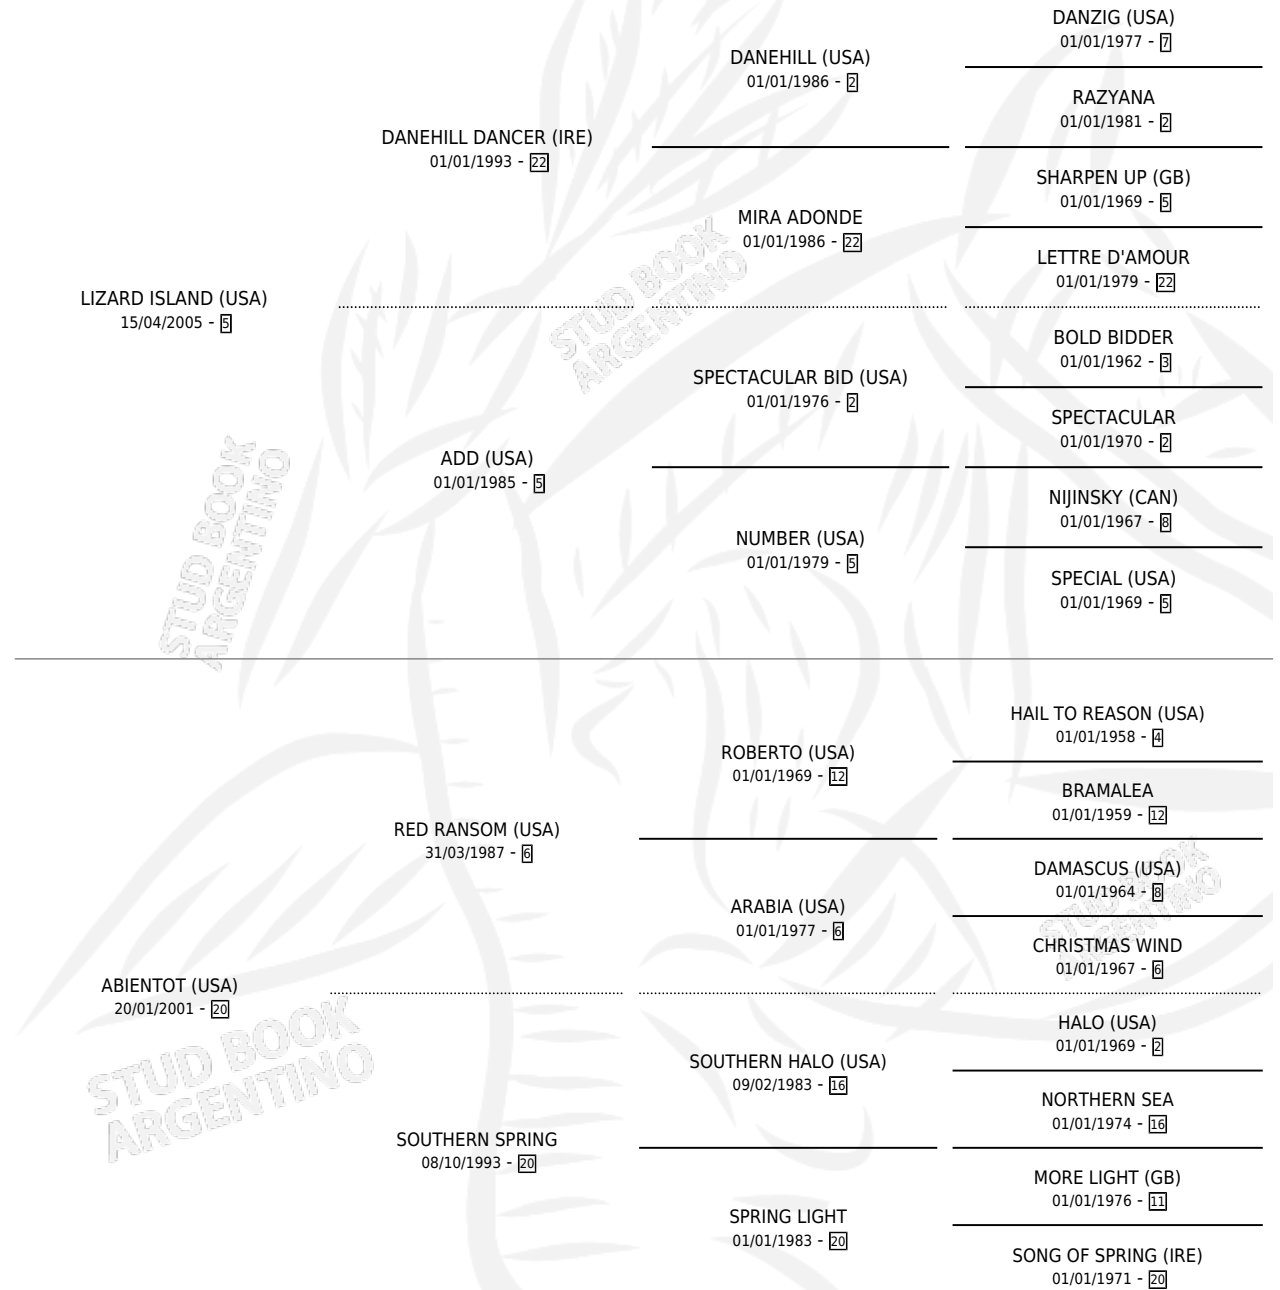 DANZIG (USA)
01/01/1977 - 7
DANEHILL (USA)
01/01/1986 - 2
RAZYANA
01/01/1981 - 2
DANEHILL DANCER (IRE)
01/01/1993 - 22
SHARPEN UP (GB)
01/01/1969 - 5
MIRA ADONDE
01/01/1986 - 22
LETTRE D'AMOUR
01/01/1979 - 22
LIZARD ISLAND (USA)
15/04/2005 - 5
BOLD BIDDER
01/01/1962 - 3
SPECTACULAR BID (USA)
01/01/1976 - 2
SPECTACULAR
01/01/1970 - 2
ADD (USA)
01/01/1985 - 5
NIJINSKY (CAN)
01/01/1967 - 8
NUMBER (USA)
01/01/1979 - 5
SPECIAL (USA)
01/01/1969 - 5
HAIL TO REASON (USA)
01/01/1958 - 4
ROBERTO (USA)
01/01/1969 - 12
BRAMALEA
01/01/1959 - 12
RED RANSOM (USA)
31/03/1987 - 6
DAMASCUS (USA)
01/01/1964 - 8
ARABIA (USA)
01/01/1977 - 6
CHRISTMAS WIND
01/01/1967 - 6
ABIENTOT (USA)
20/01/2001 - 20
HALO (USA)
01/01/1969 - 2
SOUTHERN HALO (USA)
09/02/1983 - 16
NORTHERN SEA
01/01/1974 - 16
SOUTHERN SPRING
08/10/1993 - 20
MORE LIGHT (GB)
01/01/1976 - 11
SPRING LIGHT
01/01/1983 - 20
SONG OF SPRING (IRE)
01/01/1971 - 20
STUD BOOK
ARGENTINO
STUD BOOK
ARGENTINO
STUD BOOK
ARGENTINO
STUD BOOK
ARGENTINO